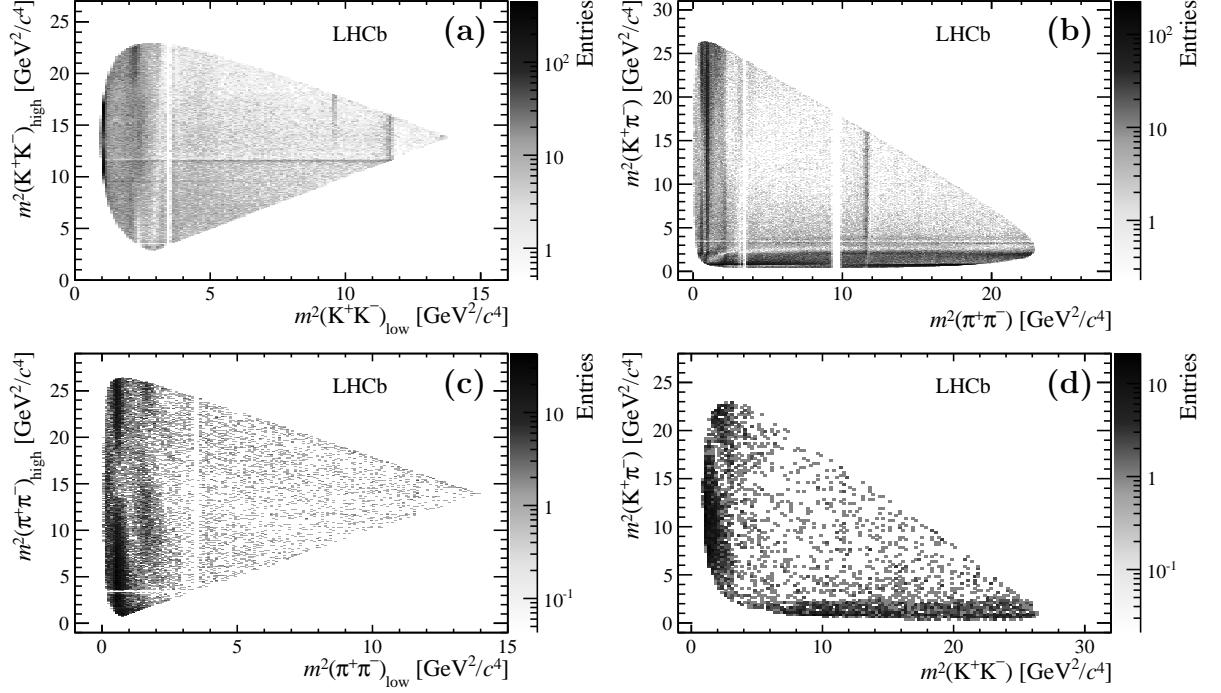 m²(K⁺K⁻)high [GeV²/c⁴]
25
20
15
10
5
0
LHCb
(a)
0 5 10 15
m²(K⁺K⁻)low [GeV²/c⁴]
Entries
10²
10
1
m²(K⁺π⁻) [GeV²/c⁴]
30
25
20
15
10
5
0
LHCb
(b)
0 10 20
m²(π⁺π⁻) [GeV²/c⁴]
Entries
10²
10
1
m²(π⁺π⁻)high [GeV²/c⁴]
25
20
15
10
5
0
LHCb
(c)
0 5 10 15
m²(π⁺π⁻)low [GeV²/c⁴]
Entries
10
1
10⁻¹
m²(K⁺π⁻) [GeV²/c⁴]
25
20
15
10
5
0
LHCb
(d)
0 10 20 30
m²(K⁺K⁻) [GeV²/c⁴]
Entries
10
1
10⁻¹